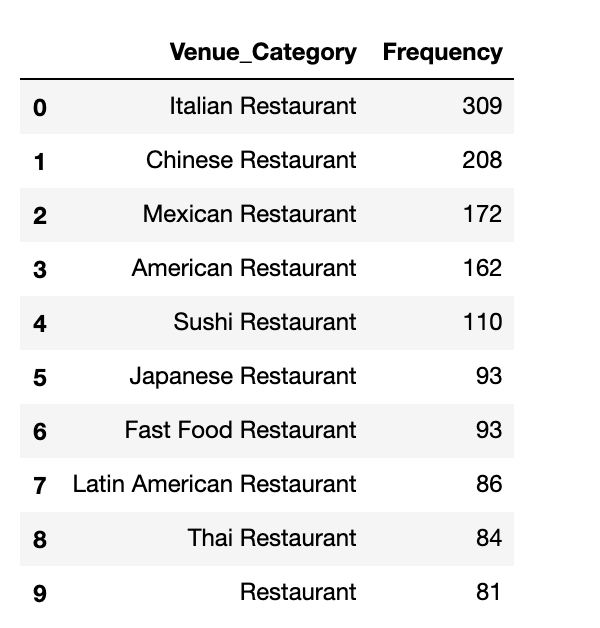 Venue_Category Frequency
0 Italian Restaurant 309
1 Chinese Restaurant 208
2 Mexican Restaurant 172
3 American Restaurant 162
4 Sushi Restaurant 110
5 Japanese Restaurant 93
6 Fast Food Restaurant 93
7 Latin American Restaurant 86
8 Thai Restaurant 84
9 Restaurant 81